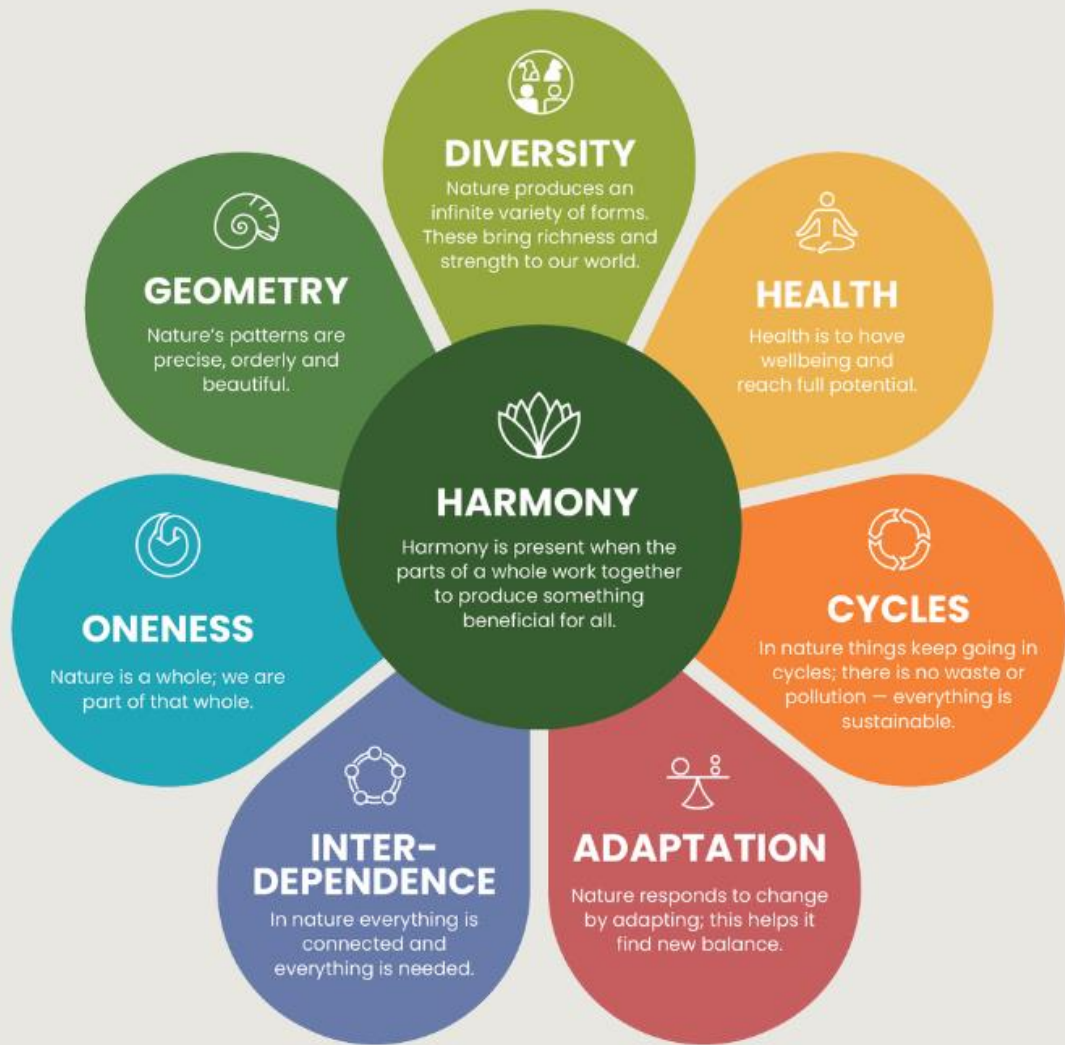 DIVERSITY
Nature produces an
infinite variety of forms.
These bring richness and
strength to our world.
HEALTH
Health is to have
wellbeing and
reach full potential.
CYCLES
In nature things keep going in
cycles; there is no waste or
pollution — everything is
sustainable.
ADAPTATION
Nature responds to change
by adapting; this helps it
find new balance.
INTER-
DEPENDENCE
In nature everything is
connected and
everything is needed.
ONENESS
Nature is a whole; we are
part of that whole.
GEOMETRY
Nature’s patterns are
precise, orderly and
beautiful.
HARMONY
Harmony is present when the
parts of a whole work together
to produce something
beneficial for all.